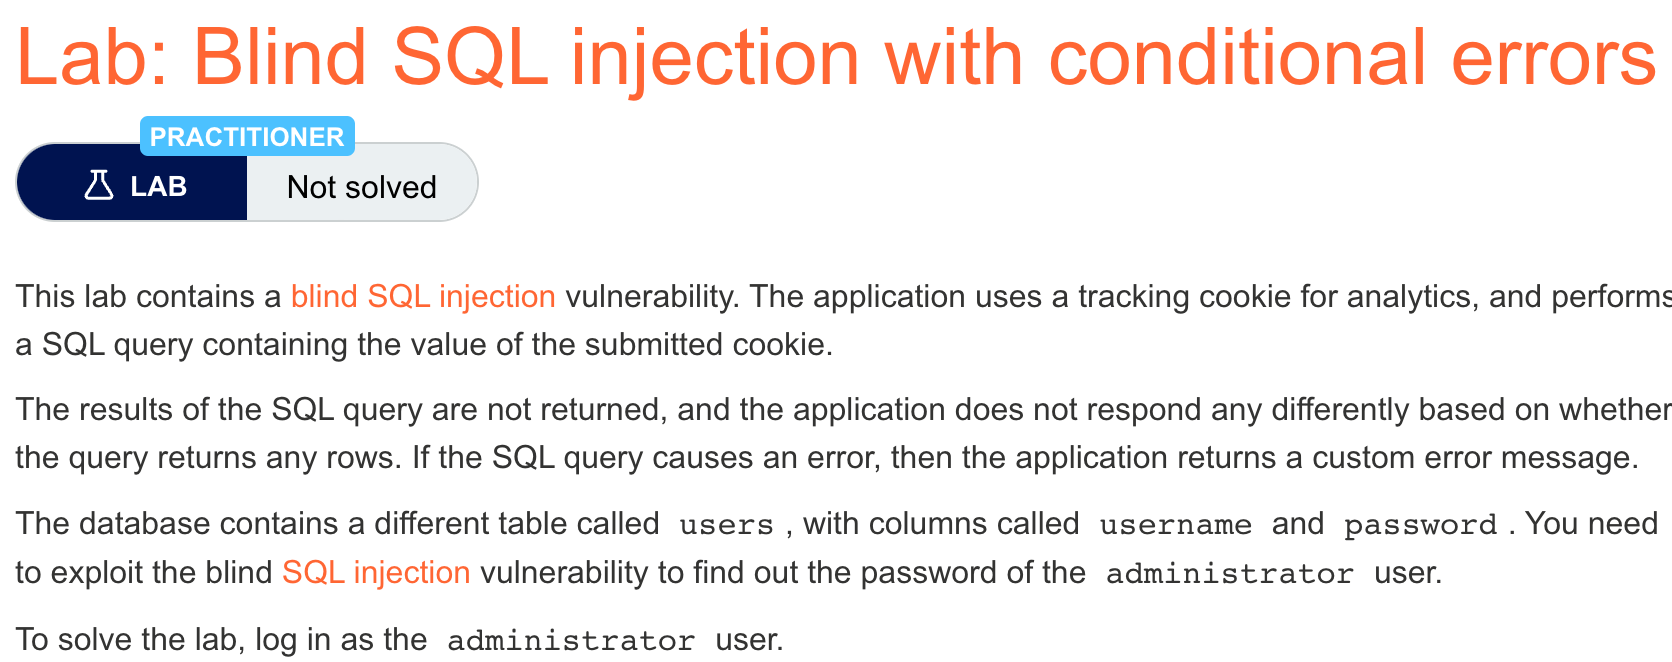 Lab: Blind SQL injection with conditional errors
PRACTITIONER
LAB Not solved
This lab contains a blind SQL injection vulnerability. The application uses a tracking cookie for analytics, and performs
a SQL query containing the value of the submitted cookie.
The results of the SQL query are not returned, and the application does not respond any differently based on whether
the query returns any rows. If the SQL query causes an error, then the application returns a custom error message.
The database contains a different table called users , with columns called username and password . You need
to exploit the blind SQL injection vulnerability to find out the password of the administrator user.
To solve the lab, log in as the administrator user.